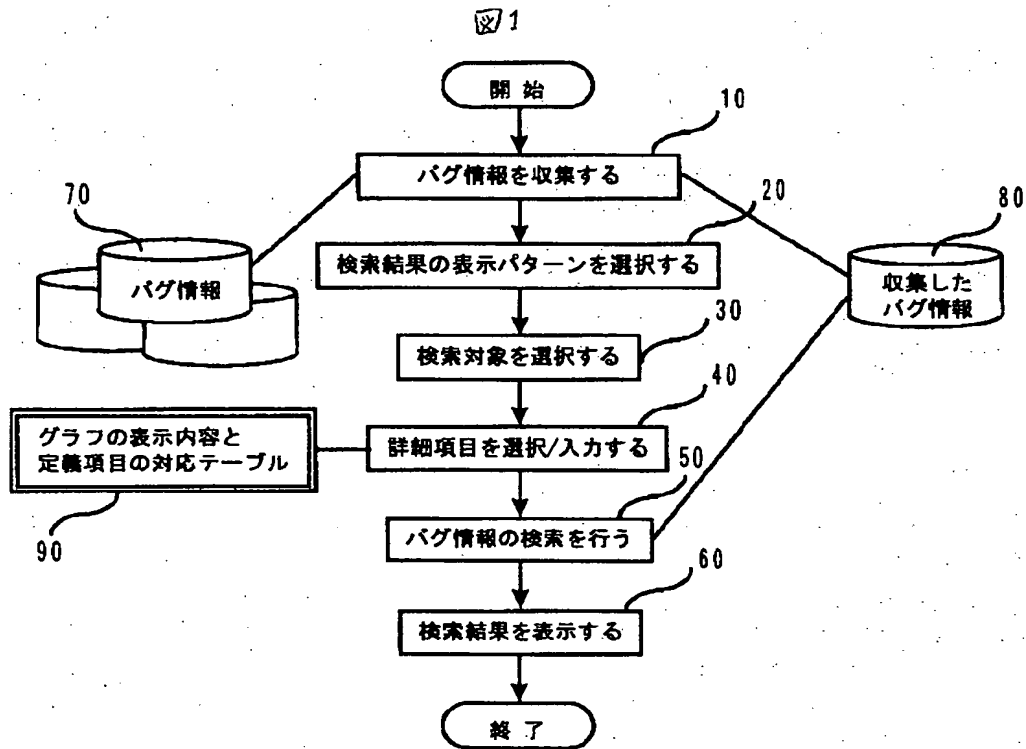 図1
開始
10
バグ情報を収集する
70
20
80
バグ情報
検索結果の表示パターンを選択する
収集した
バグ情報
30
検索対象を選択する
40
グラフの表示内容と
定義項目の対応テーブル
詳細項目を選択/入力する
50
90
バグ情報の検索を行う
60
検索結果を表示する
終了